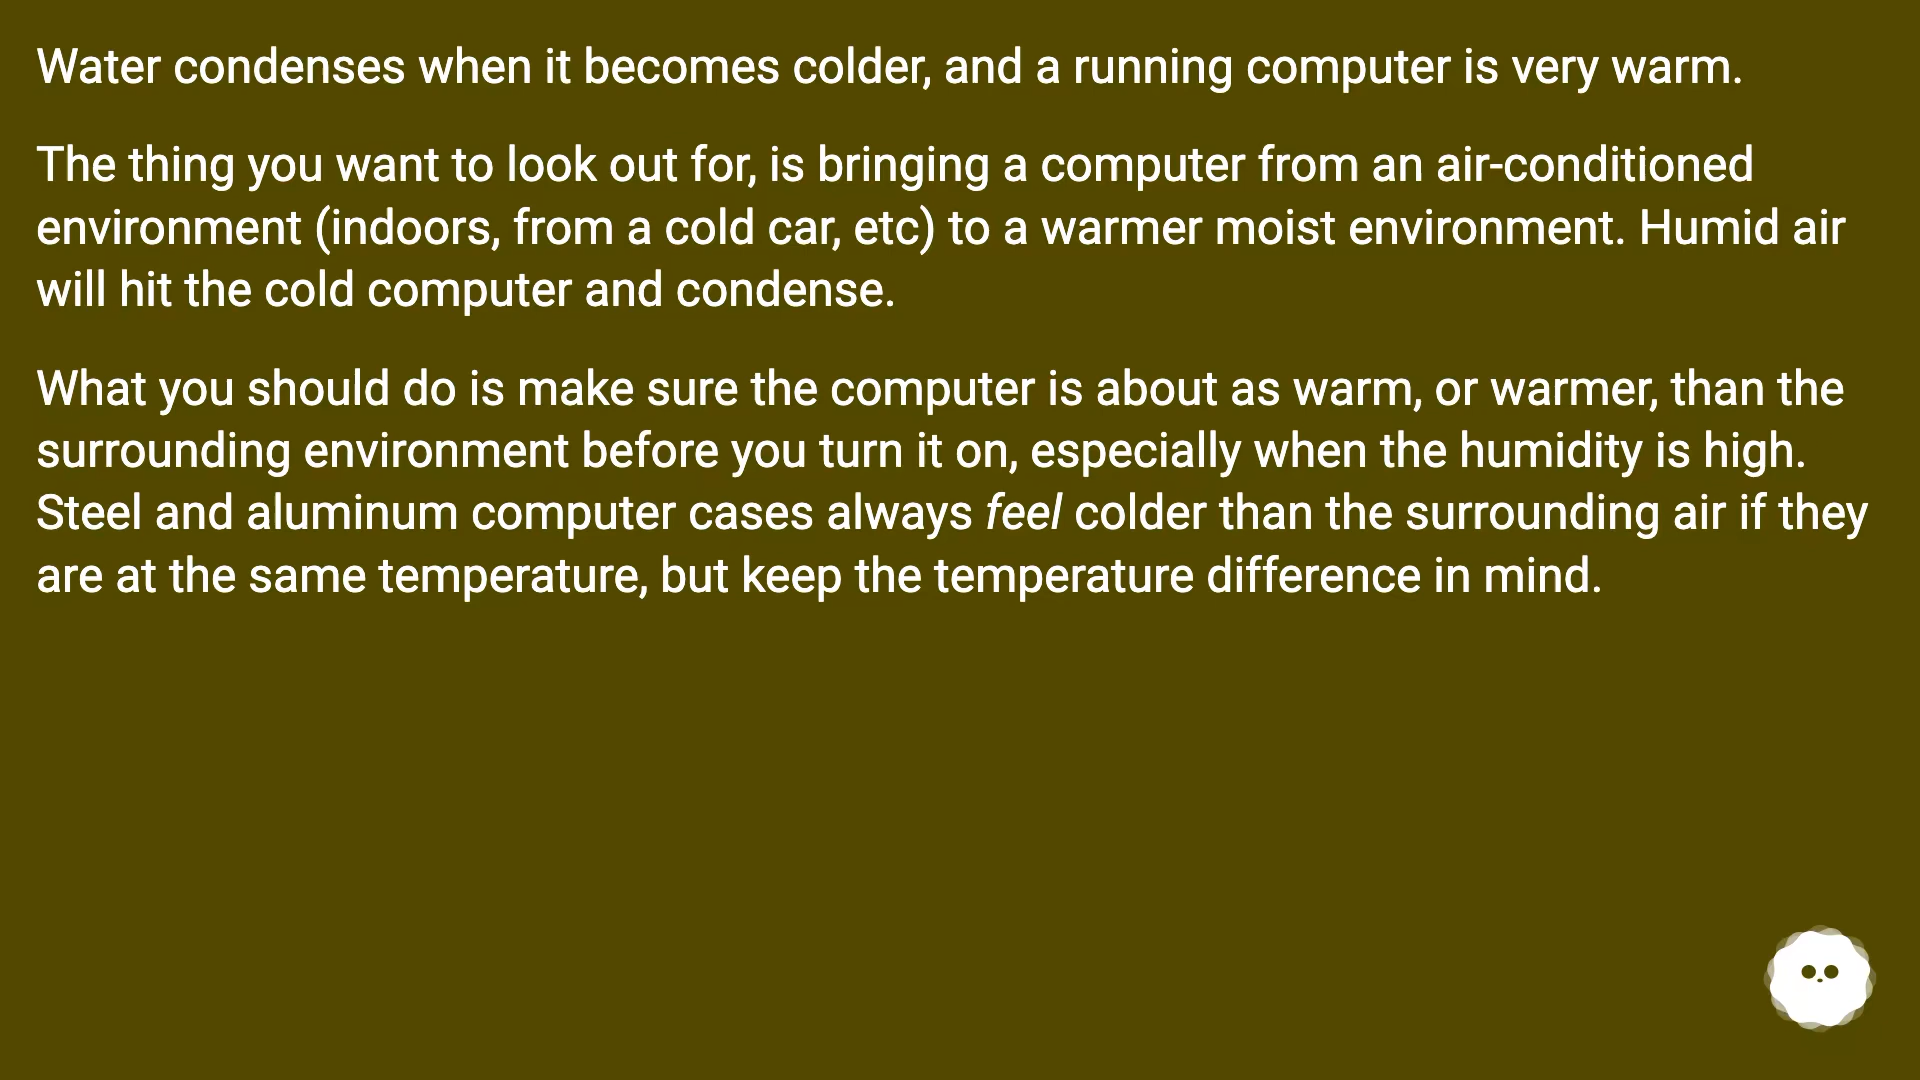 Water condenses when it becomes colder, and a running computer is very warm.
The thing you want to look out for, is bringing a computer from an air-conditioned
environment (indoors, from a cold car, etc) to a warmer moist environment. Humid air
will hit the cold computer and condense.
What you should do is make sure the computer is about as warm, or warmer, than the
surrounding environment before you turn it on, especially when the humidity is high.
Steel and aluminum computer cases always feel colder than the surrounding air if they
are at the same temperature, but keep the temperature difference in mind.